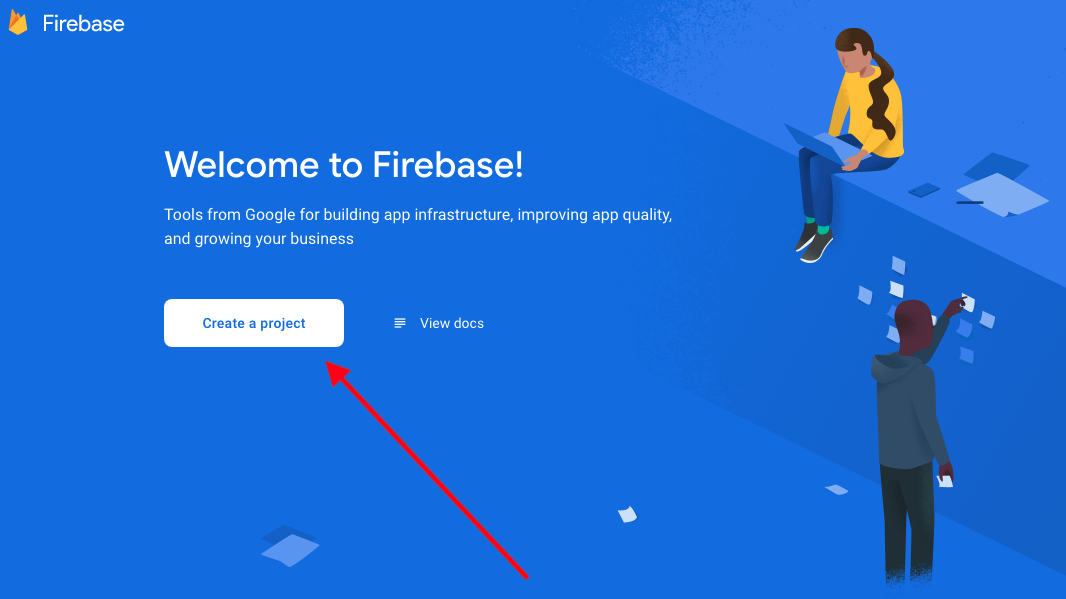 Firebase
Welcome to Firebase!
Tools from Google for building app infrastructure, improving app quality,
and growing your business
Create a project
View docs